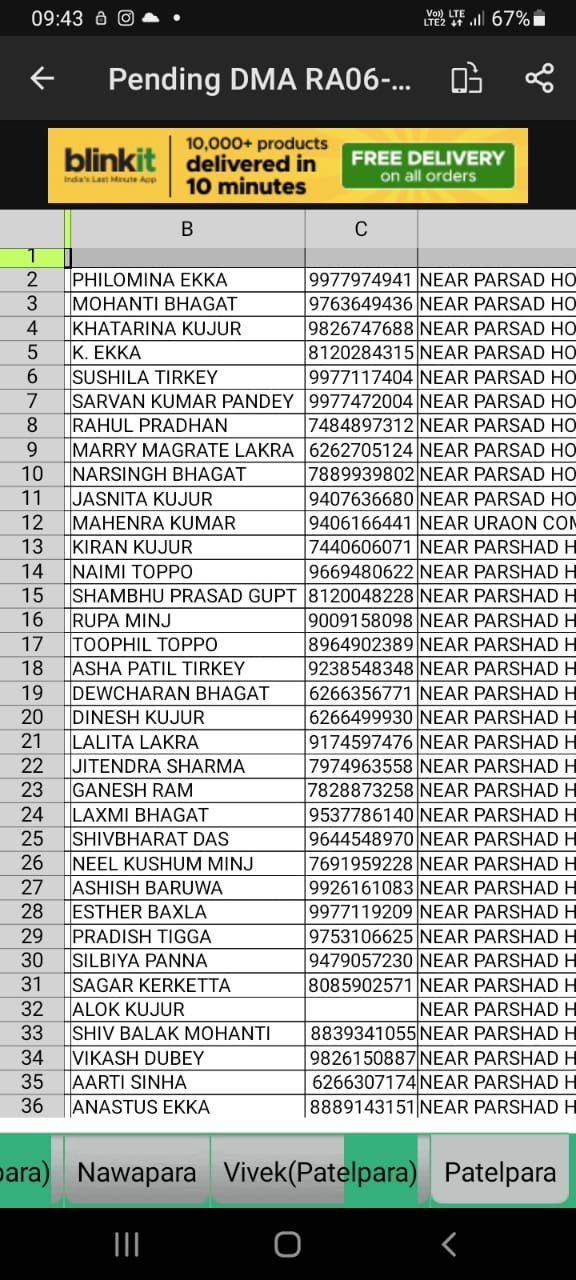 09:43 Vo) LTE LTE2 67%
Pending DMA RA06-...
blinkit India's Last Minute App
10,000+ products
delivered in
10 minutes
FREE DELIVERY
on all orders
B C
1
2 PHILOMINA EKKA 9977974941 NEAR PARSAD HO
3 MOHANTI BHAGAT 9763649436 NEAR PARSAD HO
4 KHATARINA KUJUR 9826747688 NEAR PARSAD HO
5 K. EKKA 8120284315 NEAR PARSAD HO
6 SUSHILA TIRKEY 9977117404 NEAR PARSAD HO
7 SARVAN KUMAR PANDEY 9977472004 NEAR PARSAD HO
8 RAHUL PRADHAN 7484897312 NEAR PARSAD HO
9 MARRY MAGRATE LAKRA 6262705124 NEAR PARSAD HO
10 NARSINGH BHAGAT 7889939802 NEAR PARSAD HO
11 JASNITA KUJUR 9407636680 NEAR PARSAD HO
12 MAHENRA KUMAR 9406166441 NEAR URAON COM
13 KIRAN KUJUR 7440606071 NEAR PARSHAD H
14 NAIMI TOPPO 9669480622 NEAR PARSHAD H
15 SHAMBHU PRASAD GUPT 8120048228 NEAR PARSHAD H
16 RUPA MINJ 9009158098 NEAR PARSHAD H
17 TOOPHIL TOPPO 8964902389 NEAR PARSHAD H
18 ASHA PATIL TIRKEY 9238548348 NEAR PARSHAD H
19 DEWCHARAN BHAGAT 6266356771 NEAR PARSHAD H
20 DINESH KUJUR 6266499930 NEAR PARSHAD H
21 LALITA LAKRA 9174597476 NEAR PARSHAD H
22 JITENDRA SHARMA 7974963558 NEAR PARSHAD H
23 GANESH RAM 7828873258 NEAR PARSHAD H
24 LAXMI BHAGAT 9537786140 NEAR PARSHAD H
25 SHIVBHARAT DAS 9644548970 NEAR PARSHAD H
26 NEEL KUSHUM MINJ 7691959228 NEAR PARSHAD H
27 ASHISH BARUWA 9926161083 NEAR PARSHAD H
28 ESTHER BAXLA 9977119209 NEAR PARSHAD H
29 PRADISH TIGGA 9753106625 NEAR PARSHAD H
30 SILBIYA PANNA 9479057230 NEAR PARSHAD H
31 SAGAR KERKETTA 8085902571 NEAR PARSHAD H
32 ALOK KUJUR NEAR PARSHAD H
33 SHIV BALAK MOHANTI 8839341055 NEAR PARSHAD H
34 VIKASH DUBEY 9826150887 NEAR PARSHAD H
35 AARTI SINHA 6266307174 NEAR PARSHAD H
36 ANASTUS EKKA 8889143151 NEAR PARSHAD H
para) Nawapara Vivek(Patelpara) Patelpara